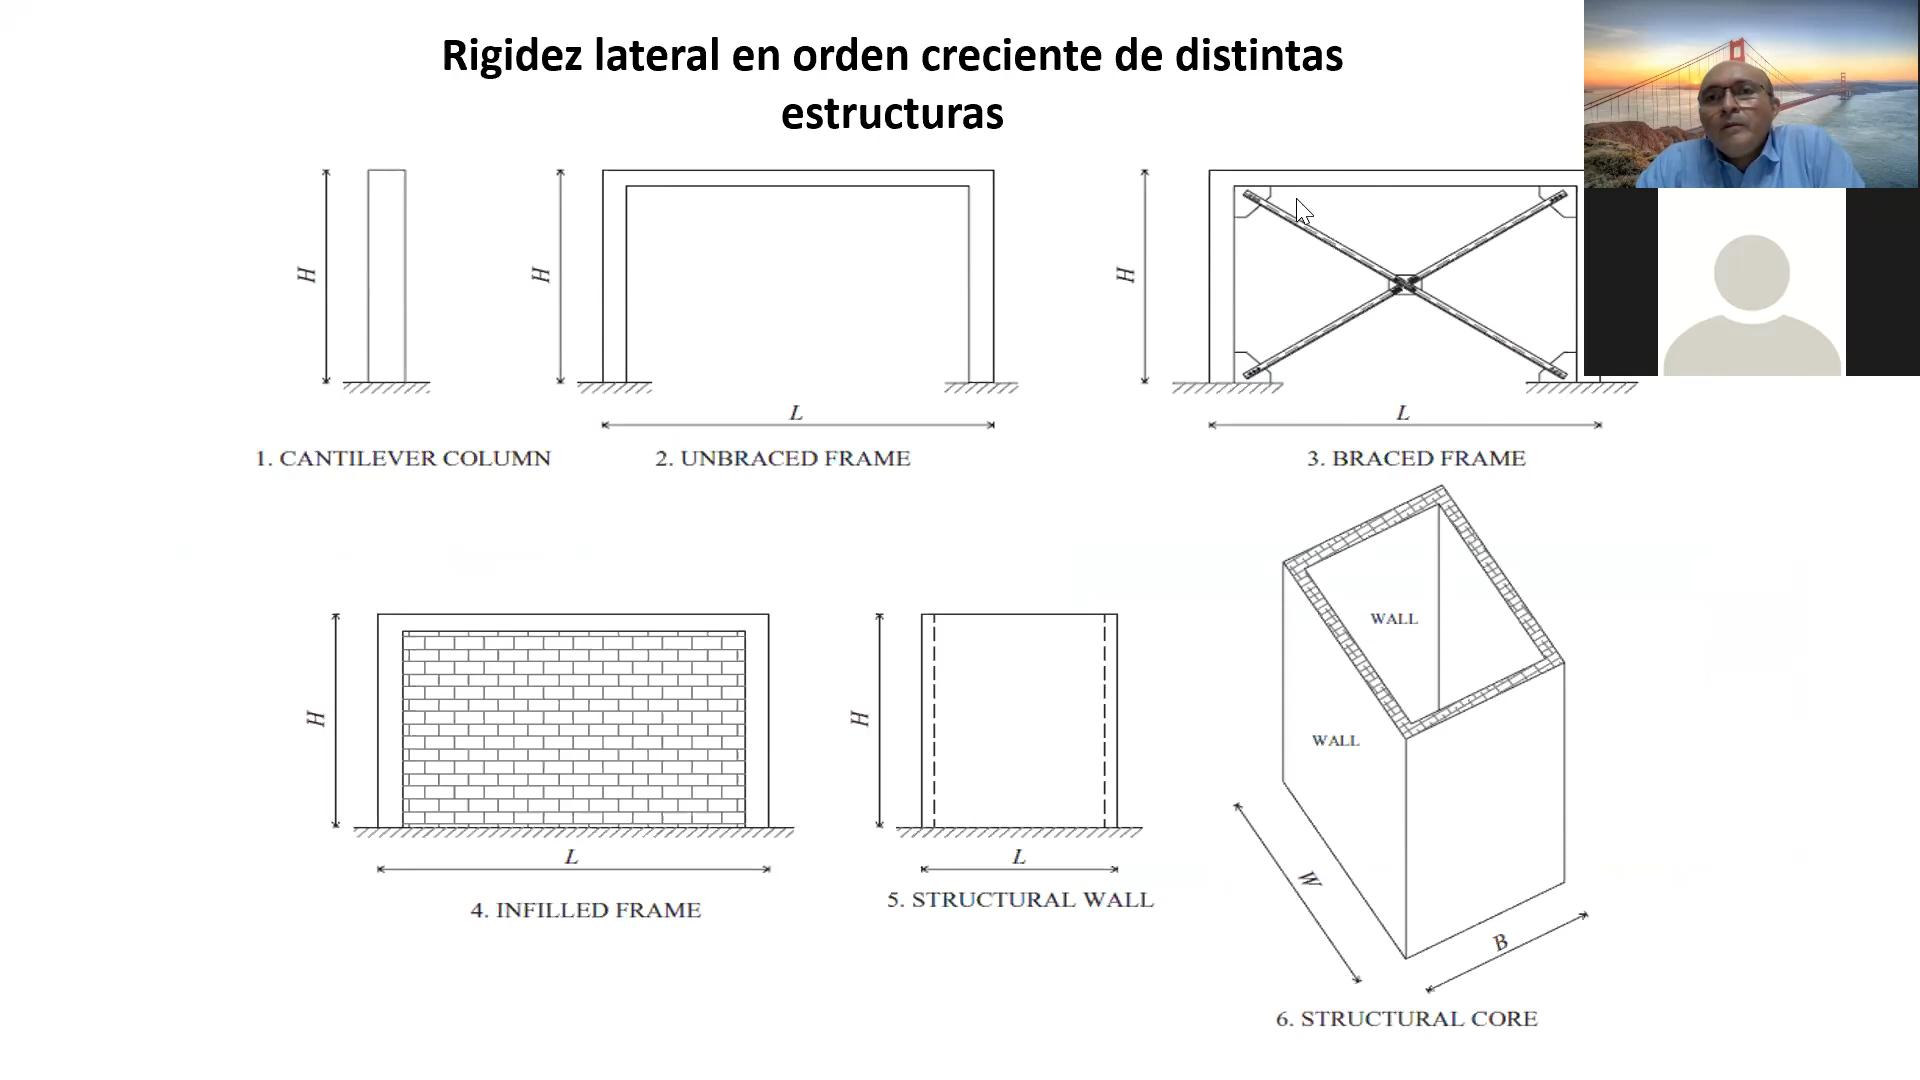 Rigidez lateral en orden creciente de distintas
estructuras
H
H
H
L
L
1. CANTILEVER COLUMN
2. UNBRACED FRAME
3. BRACED FRAME
WALL
WALL
H
H
L
L
W
B
4. INFILLED FRAME
5. STRUCTURAL WALL
6. STRUCTURAL CORE